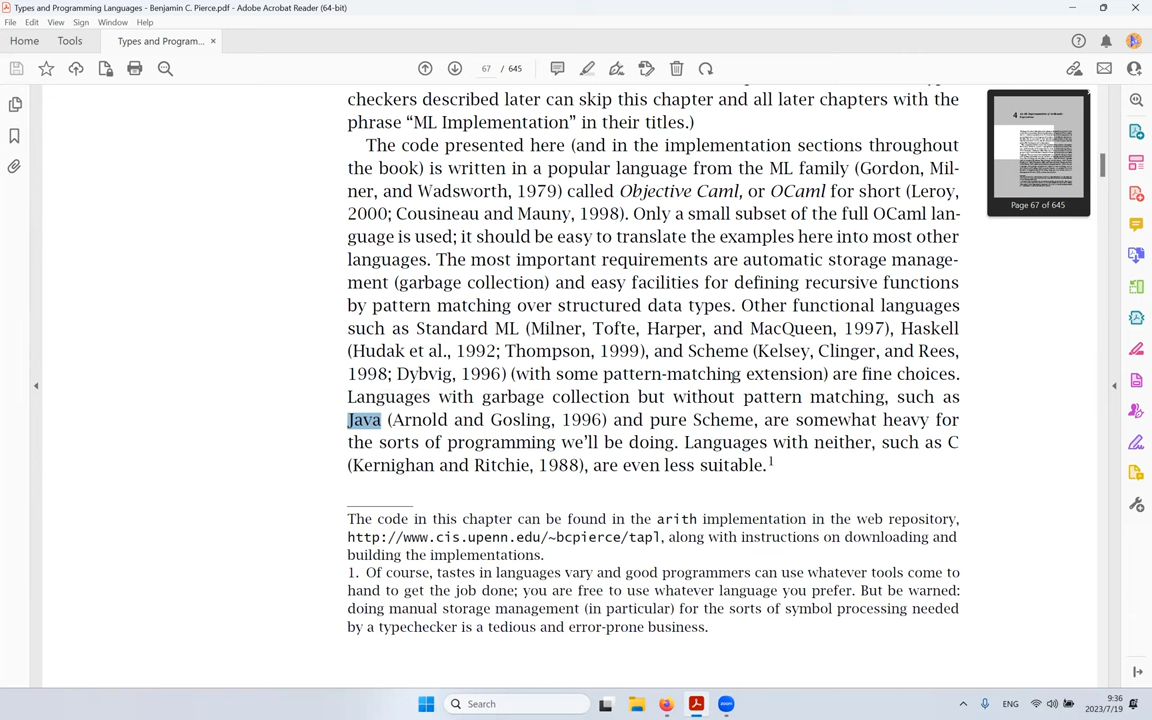 Types and Programming Languages - Benjamin C. Pierce.pdf - Adobe Acrobat Reader (64-bit)
File Edit View Sign Window Help
Home Tools Types and Program... ×
67 / 645
checkers described later can skip this chapter and all later chapters with the
phrase “ML Implementation” in their titles.)
The code presented here (and in the implementation sections throughout
the book) is written in a popular language from the ML family (Gordon, Mil-
ner, and Wadsworth, 1979) called Objective Caml, or OCaml for short (Leroy,
2000; Cousineau and Mauny, 1998). Only a small subset of the full OCaml lan-
guage is used; it should be easy to translate the examples here into most other
languages. The most important requirements are automatic storage manage-
ment (garbage collection) and easy facilities for defining recursive functions
by pattern matching over structured data types. Other functional languages
such as Standard ML (Milner, Tofte, Harper, and MacQueen, 1997), Haskell
(Hudak et al., 1992; Thompson, 1999), and Scheme (Kelsey, Clinger, and Rees,
1998; Dybvig, 1996) (with some pattern-matching extension) are fine choices.
Languages with garbage collection but without pattern matching, such as
Java (Arnold and Gosling, 1996) and pure Scheme, are somewhat heavy for
the sorts of programming we’ll be doing. Languages with neither, such as C
(Kernighan and Ritchie, 1988), are even less suitable.1
The code in this chapter can be found in the arith implementation in the web repository,
http://www.cis.upenn.edu/~bcpierce/tapl, along with instructions on downloading and
building the implementations.
1. Of course, tastes in languages vary and good programmers can use whatever tools come to
hand to get the job done; you are free to use whatever language you prefer. But be warned:
doing manual storage management (in particular) for the sorts of symbol processing needed
by a typechecker is a tedious and error-prone business.
Page 67 of 645
Search
zoom
ENG
9:36
2023/7/19